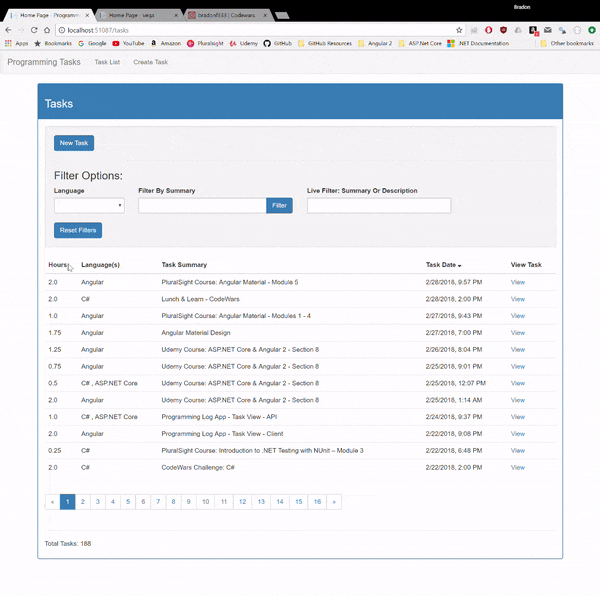 Bradon
Home Page - Programming Home Page - vega bradonf333 | Codewars
localhost:51087/tasks
Apps Bookmarks Google YouTube Amazon Pluralsight Udemy GitHub GitHub Resources Angular 2 ASP.Net Core .NET Documentation Other bookmarks
Programming Tasks Task List Create Task
Tasks
New Task
Filter Options:
Language Filter By Summary Live Filter: Summary Or Description
Filter
Reset Filters
Hours Language(s) Task Summary Task Date View Task
2.0 Angular PluralSight Course: Angular Material - Module 5 2/28/2018, 9:57 PM View
2.0 C# Lunch & Learn - CodeWars 2/28/2018, 2:00 PM View
1.0 Angular PluralSight Course: Angular Material - Modules 1 - 4 2/27/2018, 9:43 PM View
1.75 Angular Angular Material Design 2/27/2018, 7:00 PM View
1.25 Angular Udemy Course: ASP.NET Core & Angular 2 - Section 8 2/26/2018, 8:04 PM View
0.75 Angular Udemy Course: ASP.NET Core & Angular 2 - Section 8 2/25/2018, 9:01 PM View
0.5 C# , ASP.NET Core Udemy Course: ASP.NET Core & Angular 2 - Section 8 2/25/2018, 12:07 PM View
2.0 Angular Udemy Course: ASP.NET Core & Angular 2 - Section 8 2/25/2018, 1:14 AM View
1.0 C# , ASP.NET Core Programming Log App - Task View - API 2/24/2018, 9:37 PM View
2.0 Angular Programming Log App - Task View - Client 2/22/2018, 9:08 PM View
0.25 C# PluralSight Course: Introduction to .NET Testing with NUnit – Module 3 2/22/2018, 6:48 PM View
2.0 C# CodeWars Challenge: C# 2/22/2018, 2:00 PM View
« 1 2 3 4 5 6 7 8 9 10 11 12 13 14 15 16 »
Total Tasks: 188